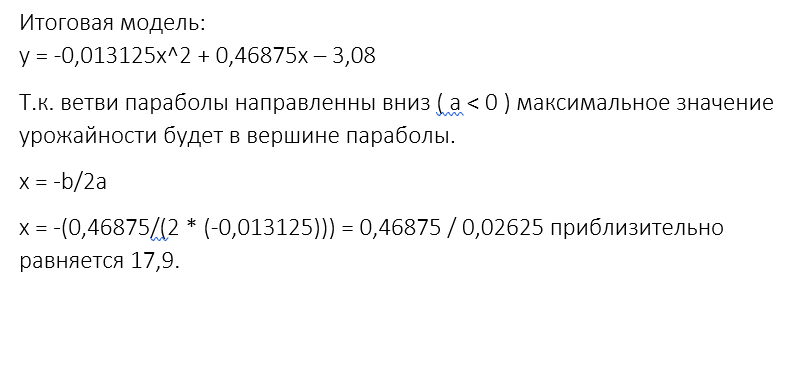 Итоговая модель:
y = -0,013125x^2 + 0,46875x – 3,08
Т.к. ветви параболы направленны вниз ( a < 0 ) максимальное значение
урожайности будет в вершине параболы.
x = -b/2a
x = -(0,46875/(2 * (-0,013125))) = 0,46875 / 0,02625 приблизительно
равняется 17,9.